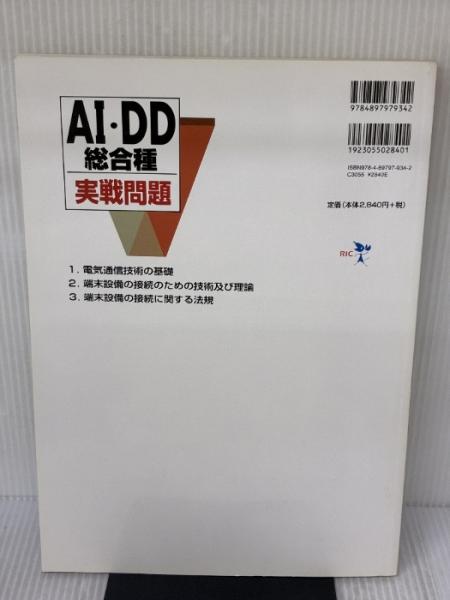 AI・DD
総合種
実戦問題
9784897979342
1923055028401
ISBN978-4-89797-934-2
C3055 ¥2840E
定価(本体2,840円+税)
RIC
1. 電気通信技術の基礎
2. 端末設備の接続のための技術及び理論
3. 端末設備の接続に関する法規